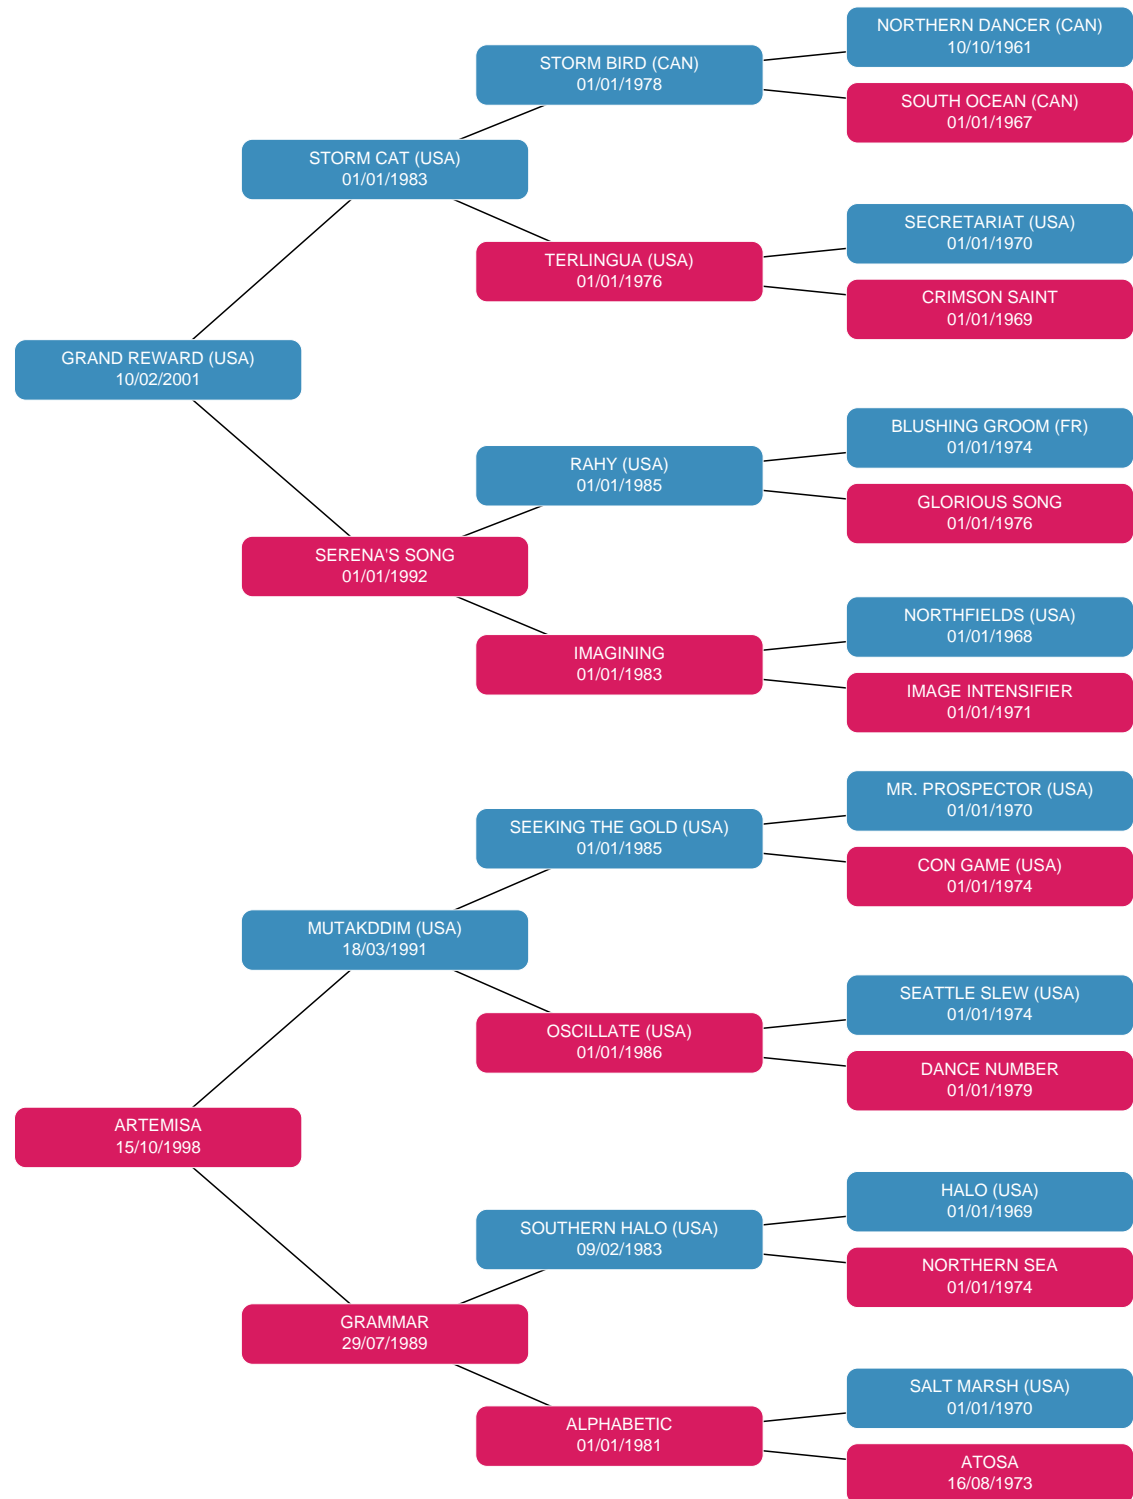 NORTHERN DANCER (CAN)
10/10/1961
STORM BIRD (CAN)
01/01/1978
SOUTH OCEAN (CAN)
01/01/1967
STORM CAT (USA)
01/01/1983
SECRETARIAT (USA)
01/01/1970
TERLINGUA (USA)
01/01/1976
CRIMSON SAINT
01/01/1969
GRAND REWARD (USA)
10/02/2001
BLUSHING GROOM (FR)
01/01/1974
RAHY (USA)
01/01/1985
GLORIOUS SONG
01/01/1976
SERENA'S SONG
01/01/1992
NORTHFIELDS (USA)
01/01/1968
IMAGINING
01/01/1983
IMAGE INTENSIFIER
01/01/1971
MR. PROSPECTOR (USA)
01/01/1970
SEEKING THE GOLD (USA)
01/01/1985
CON GAME (USA)
01/01/1974
MUTAKDDIM (USA)
18/03/1991
SEATTLE SLEW (USA)
01/01/1974
OSCILLATE (USA)
01/01/1986
DANCE NUMBER
01/01/1979
ARTEMISA
15/10/1998
HALO (USA)
01/01/1969
SOUTHERN HALO (USA)
09/02/1983
NORTHERN SEA
01/01/1974
GRAMMAR
29/07/1989
SALT MARSH (USA)
01/01/1970
ALPHABETIC
01/01/1981
ATOSA
16/08/1973